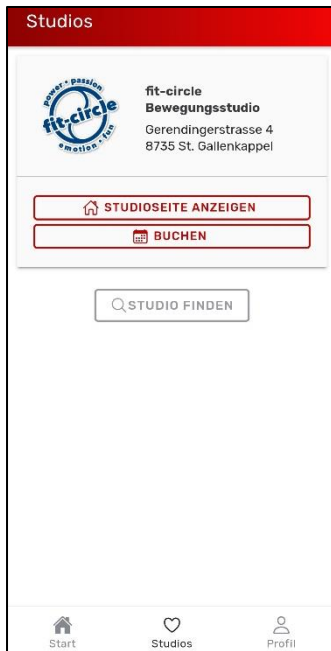 Studios
power • passion
fit-circle
emotion • fun
fit-circle
Bewegungsstudio
Gerendingerstrasse 4
8735 St. Gallenkappel
STUDIOSEITE ANZEIGEN
BUCHEN
STUDIO FINDEN
Start
Studios
Profil